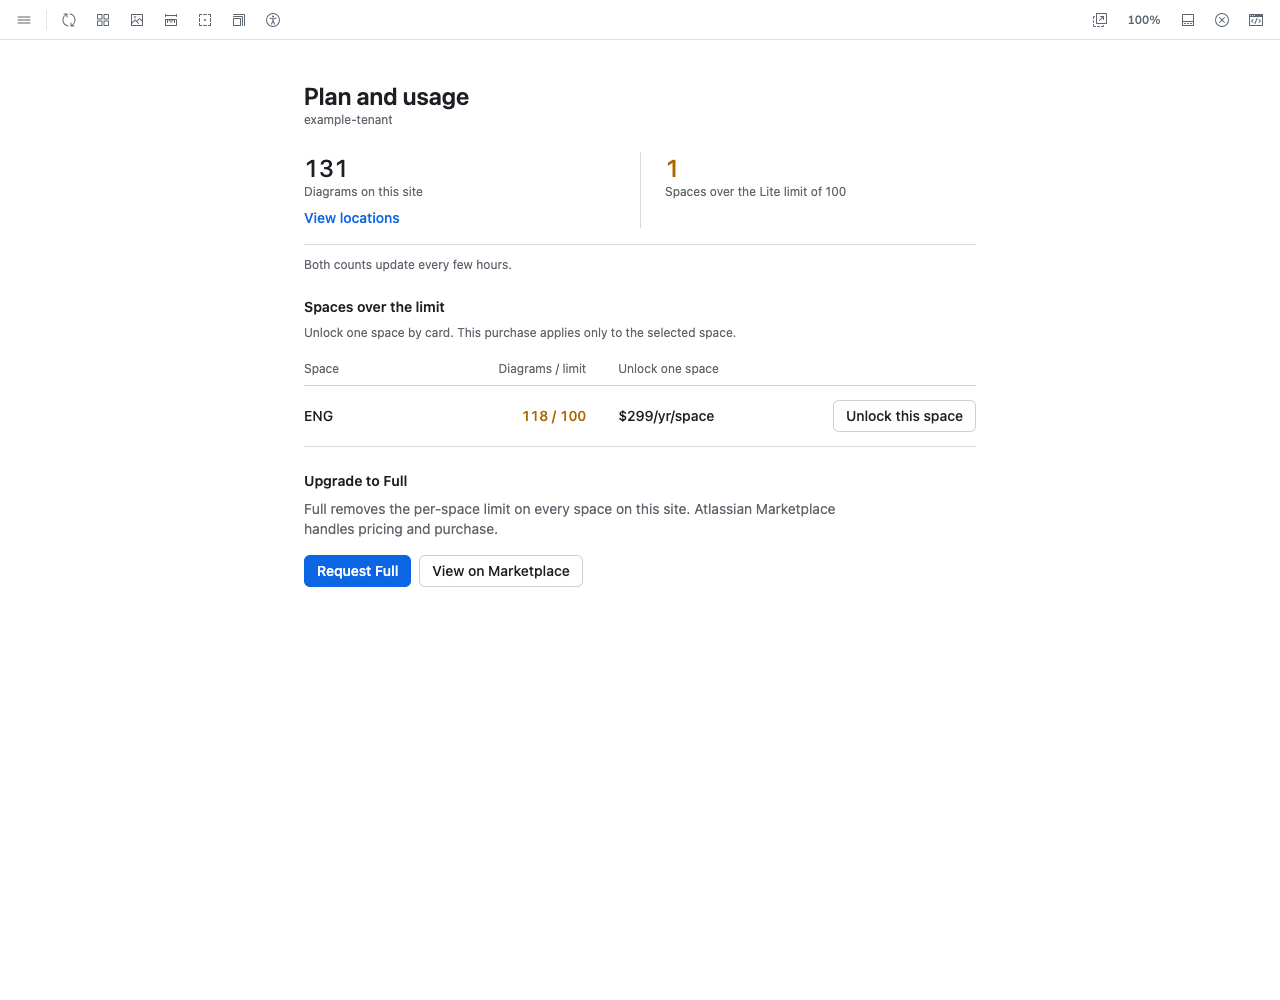 100%
Plan and usage
example-tenant
131
Diagrams on this site
View locations
1
Spaces over the Lite limit of 100
Both counts update every few hours.
Spaces over the limit
Unlock one space by card. This purchase applies only to the selected space.
Space Diagrams / limit Unlock one space
ENG 118 / 100 $299/yr/space Unlock this space
Upgrade to Full
Full removes the per-space limit on every space on this site. Atlassian Marketplace
handles pricing and purchase.
Request Full View on Marketplace